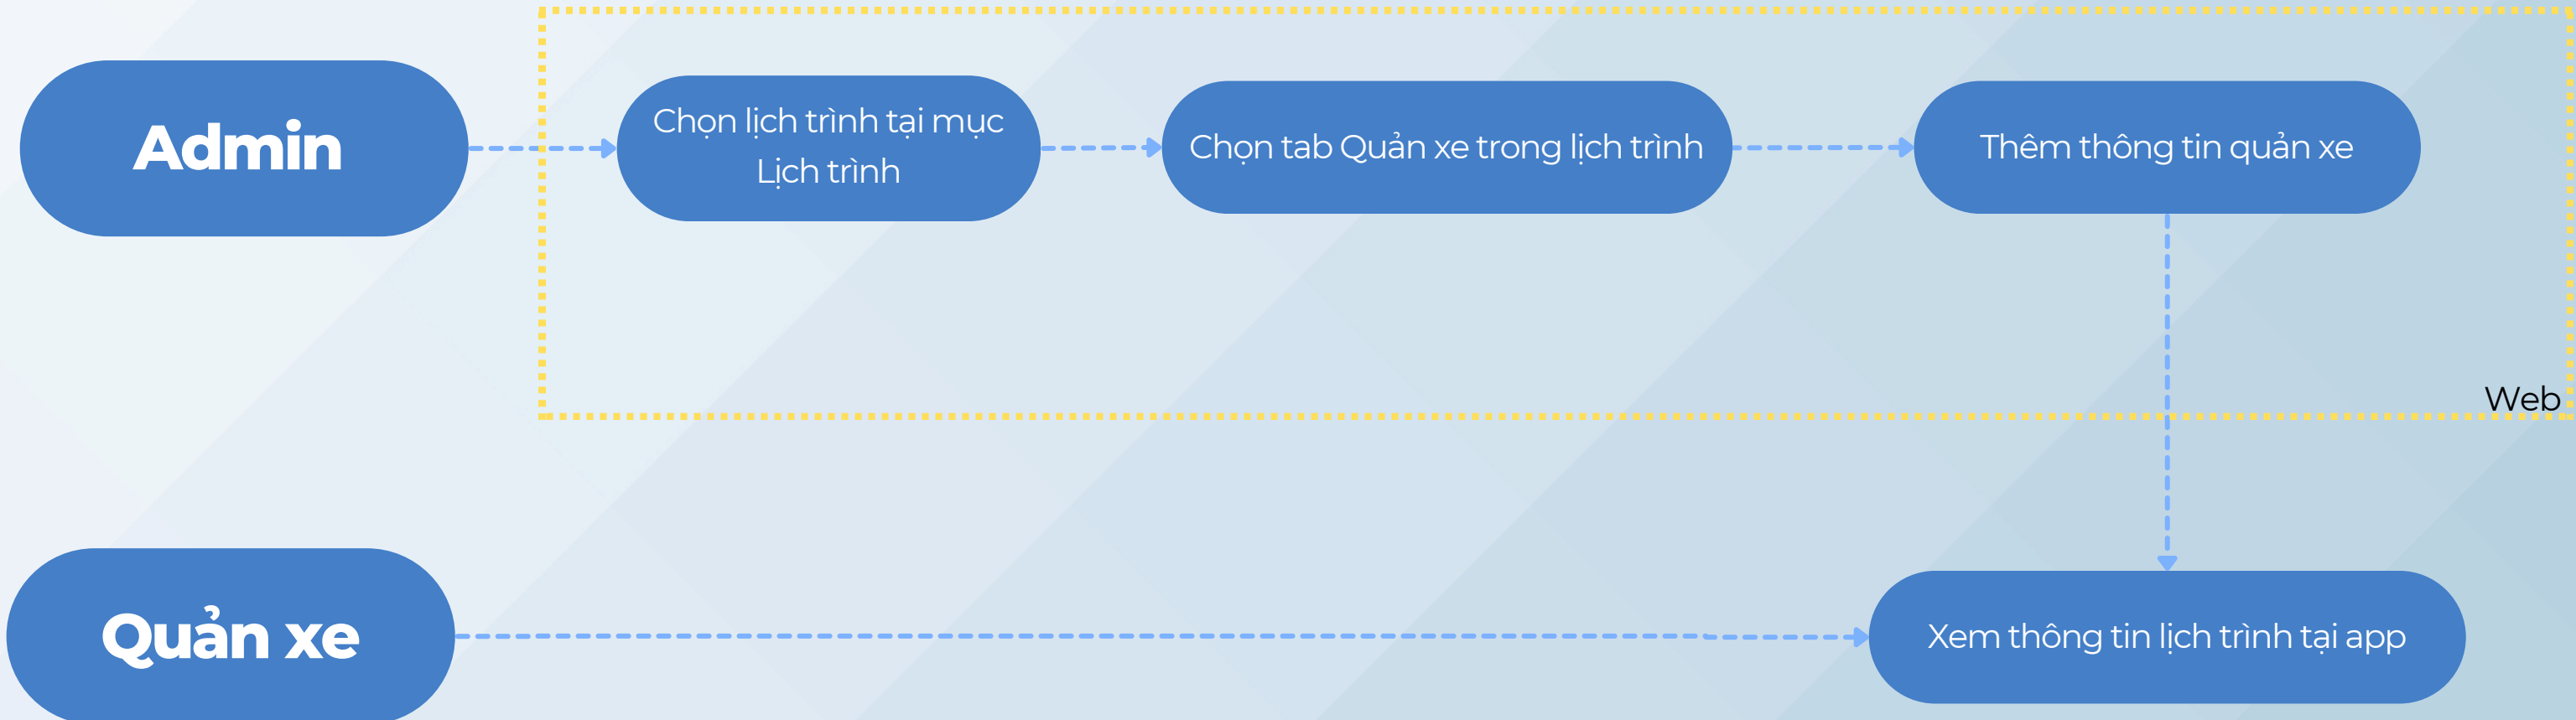 Admin
Chọn lịch trình tại mục
Lịch trình
Chọn tab Quản xe trong lịch trình
Thêm thông tin quản xe
Web
Quản xe
Xem thông tin lịch trình tại app